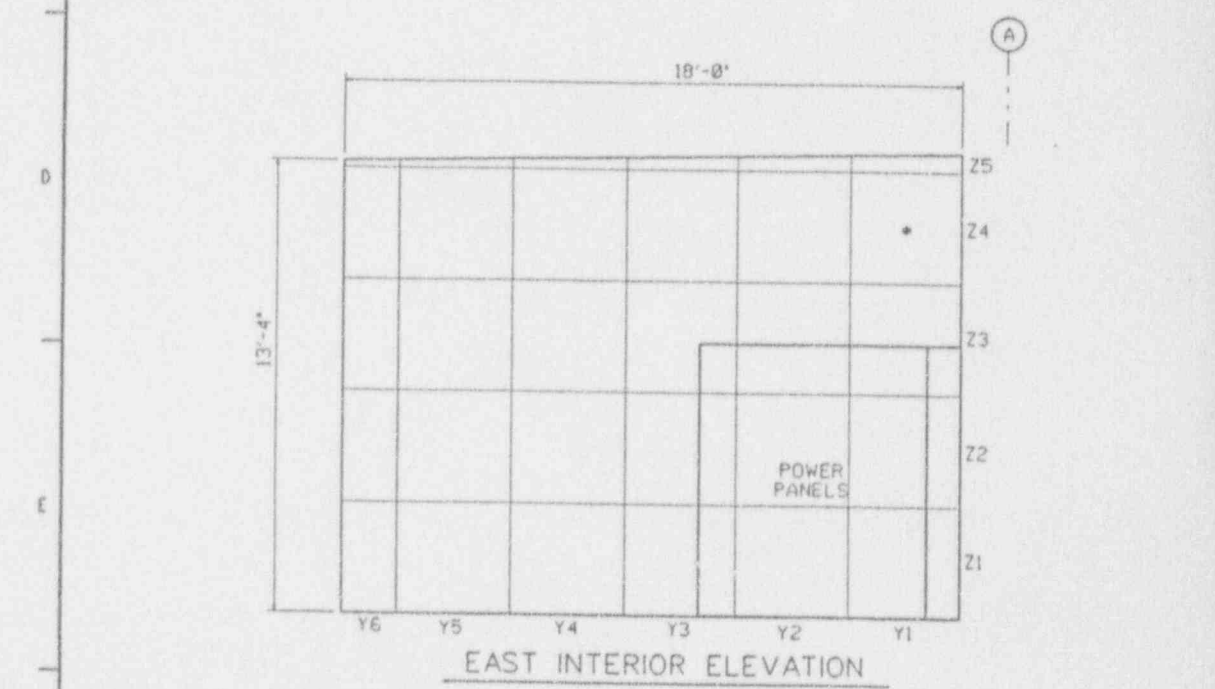 A
18'-0"
Z5
D
Z4
Z3
13'-4"
Z2
POWER
PANELS
E
Z1
Y6 Y5 Y4 Y3 Y2 Y1
EAST INTERIOR ELEVATION